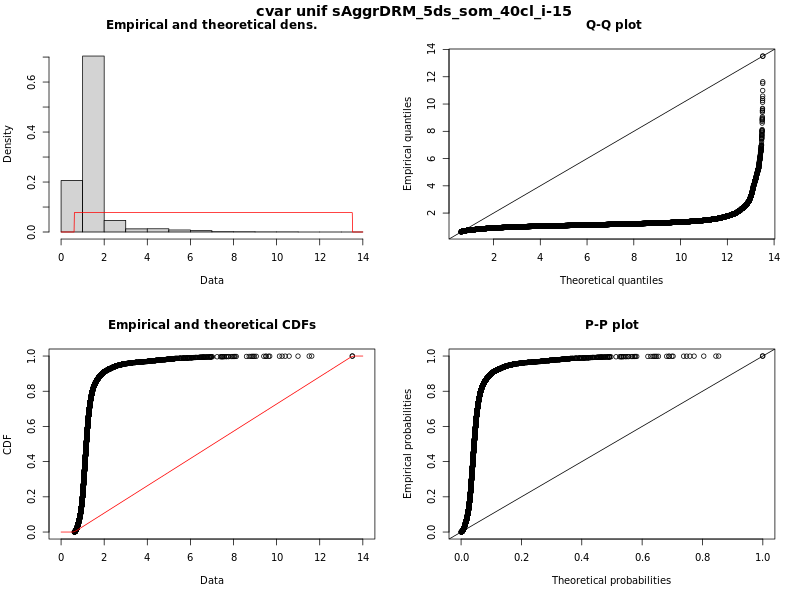 cvar unif sAggrDRM_5ds_som_40cl_i-15
Empirical and theoretical dens.
Density
0.0 0.2 0.4 0.6
0 2 4 6 8 10 12 14
Data
Q-Q plot
Empirical quantiles
2 4 6 8 10 12 14
2 4 6 8 10 12 14
Theoretical quantiles
Empirical and theoretical CDFs
CDF
0.0 0.2 0.4 0.6 0.8 1.0
0 2 4 6 8 10 12 14
Data
P-P plot
Empirical probabilities
0.0 0.2 0.4 0.6 0.8 1.0
0.0 0.2 0.4 0.6 0.8 1.0
Theoretical probabilities